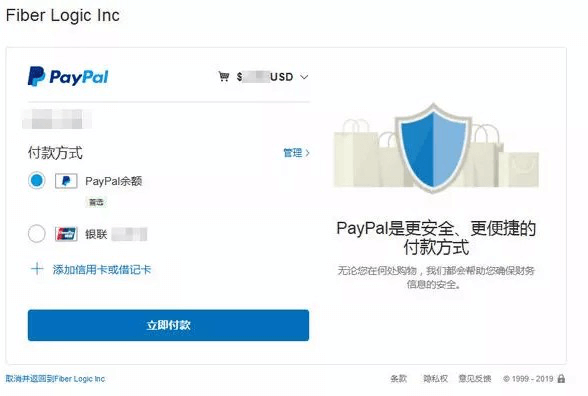 Fiber Logic Inc
PayPal
$ USD
付款方式
管理
PayPal余额
首选
银联
添加信用卡或借记卡
立即付款
PayPal是更安全、更便捷的
付款方式
无论您在何处购物，我们都会帮助您确保财务
信息的安全。
取消并返回到Fiber Logic Inc
条款 隐私权 意见反馈 © 1999 - 2019